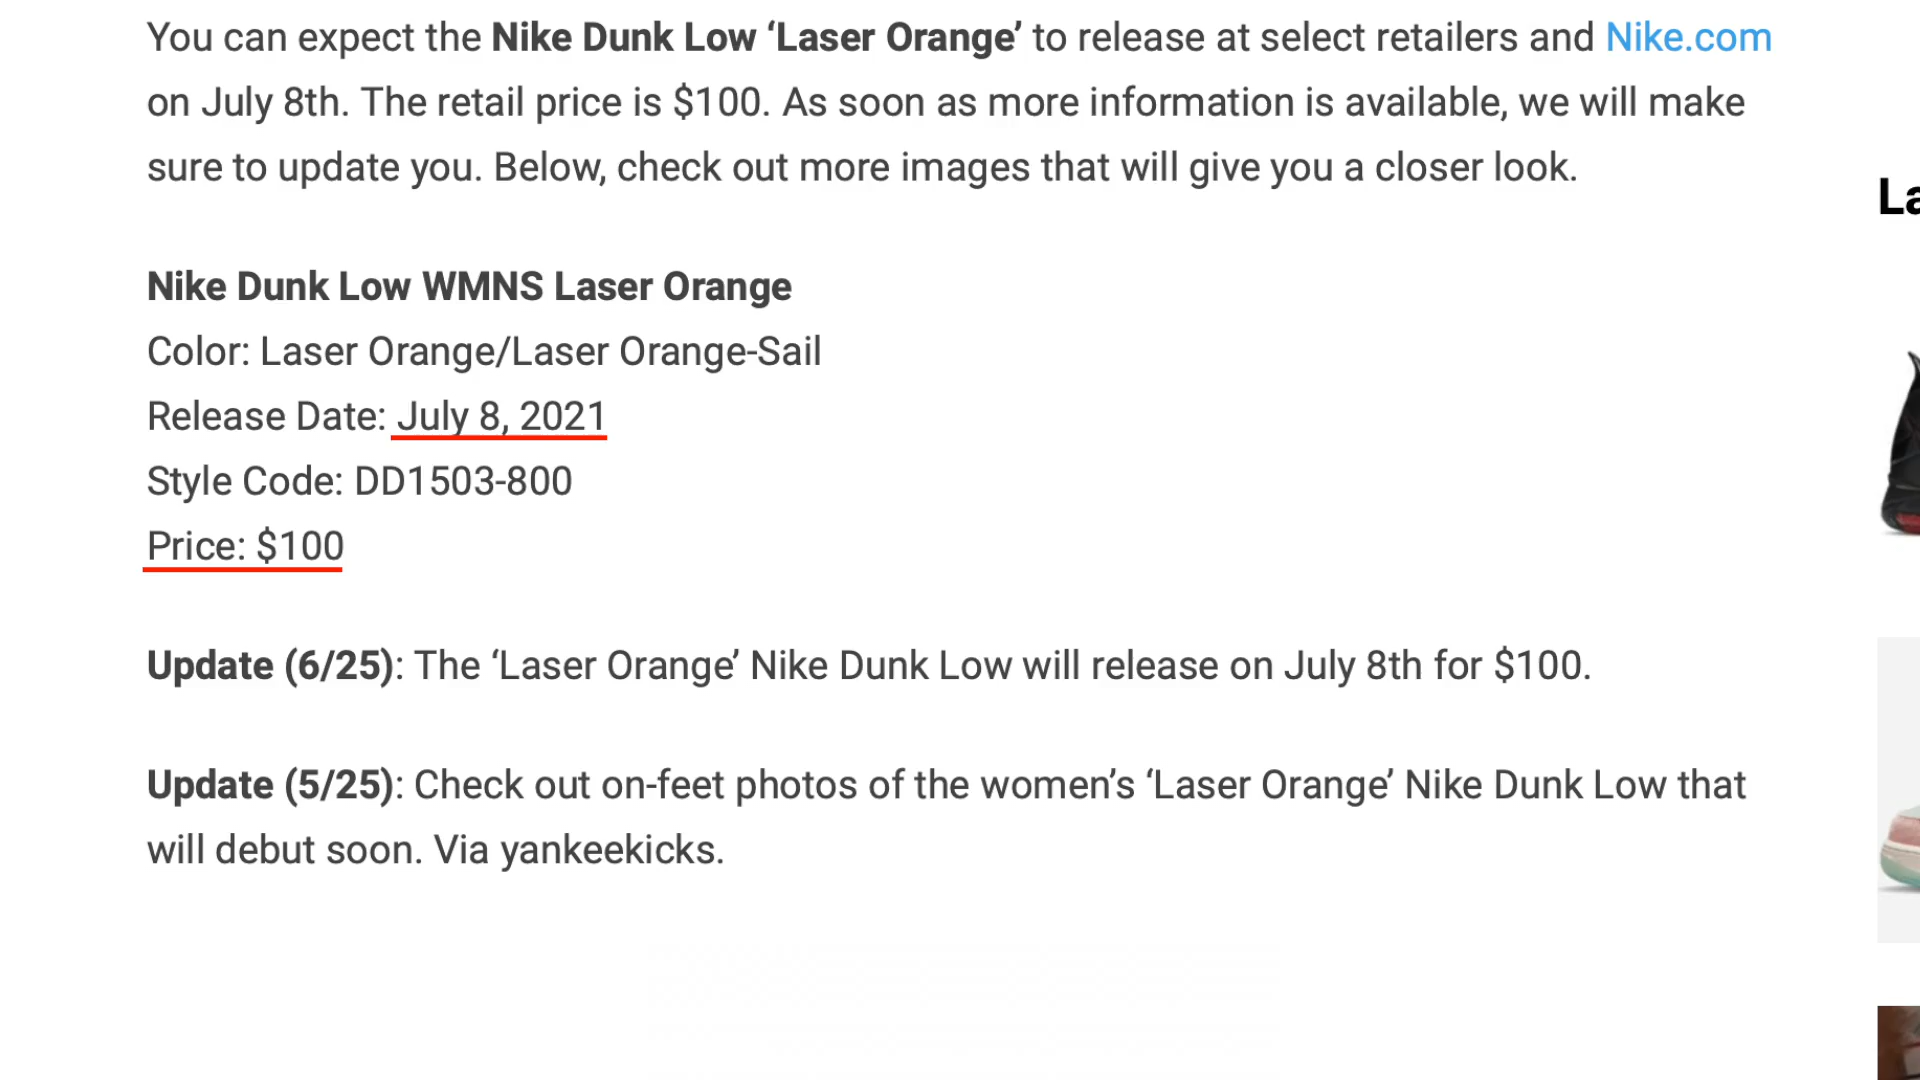 You can expect the Nike Dunk Low ‘Laser Orange’ to release at select retailers and Nike.com
on July 8th. The retail price is $100. As soon as more information is available, we will make
sure to update you. Below, check out more images that will give you a closer look.
La
Nike Dunk Low WMNS Laser Orange
Color: Laser Orange/Laser Orange-Sail
Release Date: July 8, 2021
Style Code: DD1503-800
Price: $100
Update (6/25): The ‘Laser Orange’ Nike Dunk Low will release on July 8th for $100.
Update (5/25): Check out on-feet photos of the women’s ‘Laser Orange’ Nike Dunk Low that
will debut soon. Via yankeekicks.